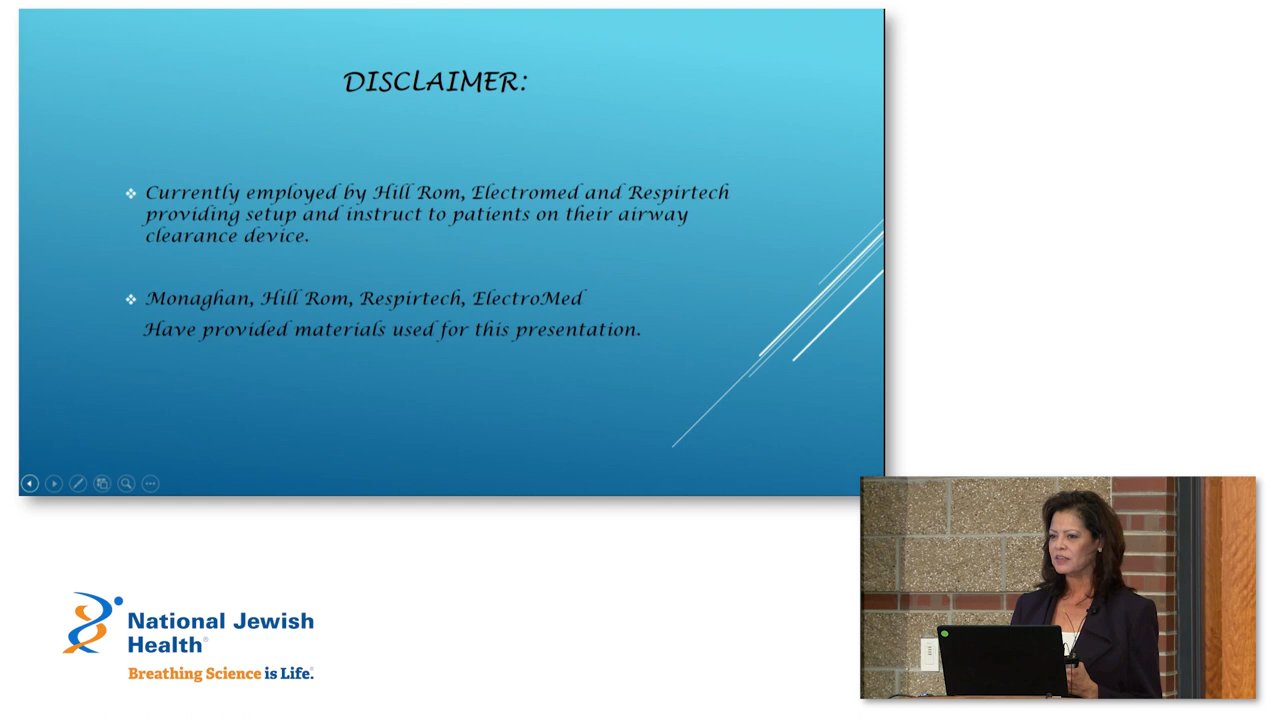 DISCLAIMER:
Currently employed by Hill Rom, Electromed and Respirtech
providing setup and instruct to patients on their airway
clearance device.
Monaghan, Hill Rom, Respirtech, ElectroMed
Have provided materials used for this presentation.
National Jewish
Health®
Breathing Science is Life.®